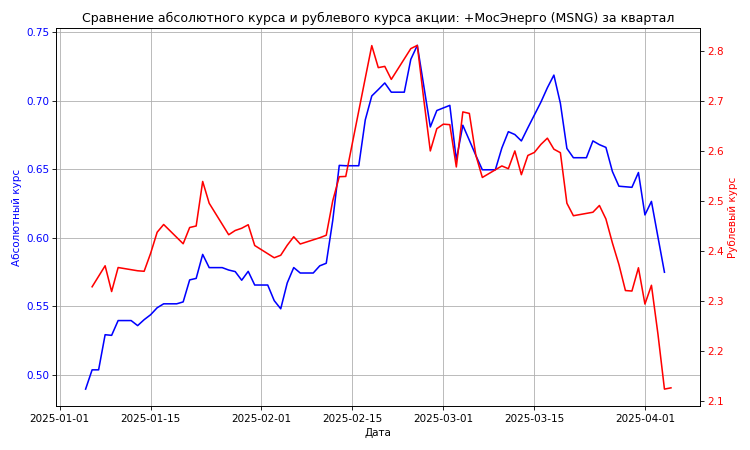 Сравнение абсолютного курса и рублевого курса акции: +МосЭнерго (MSNG) за квартал
0.75
0.70
0.65
0.60
0.55
0.50
Абсолютный курс
2.8
2.7
2.6
2.5
2.4
2.3
2.2
2.1
Рублевый курс
2025-01-01 2025-01-15 2025-02-01 2025-02-15 2025-03-01 2025-03-15 2025-04-01
Дата